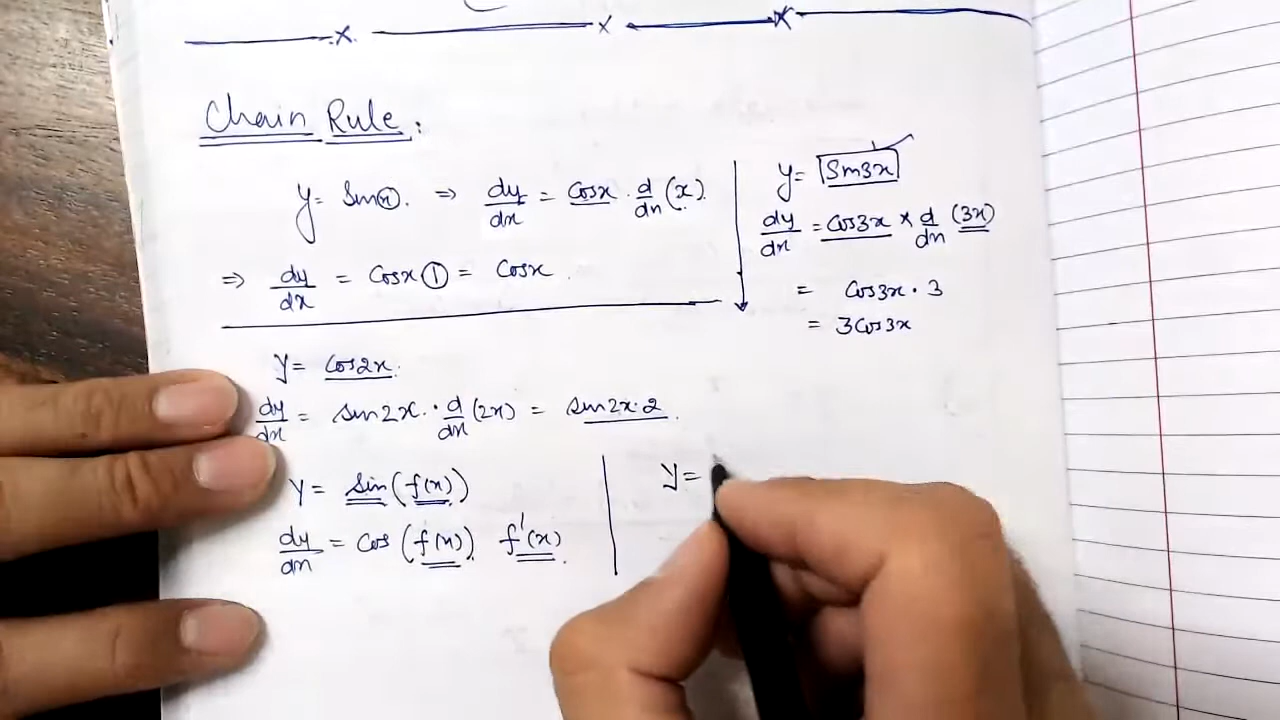 Chain Rule :
y = Sin(x). ⇒ dy/dx = Cosx . d/dx (x).
⇒ dy/dx = Cosx (1) = Cosx .
y = Sin3x
dy/dx = Cos3x × d/dx (3x)
= Cos3x · 3
= 3Cos3x
y = Cos2x.
dy/dx = Sin2x. · d/dx (2x) = Sin2x·2 .
y = Sin (f(x))
dy/dx = Cos (f(x)) f'(x).
y =